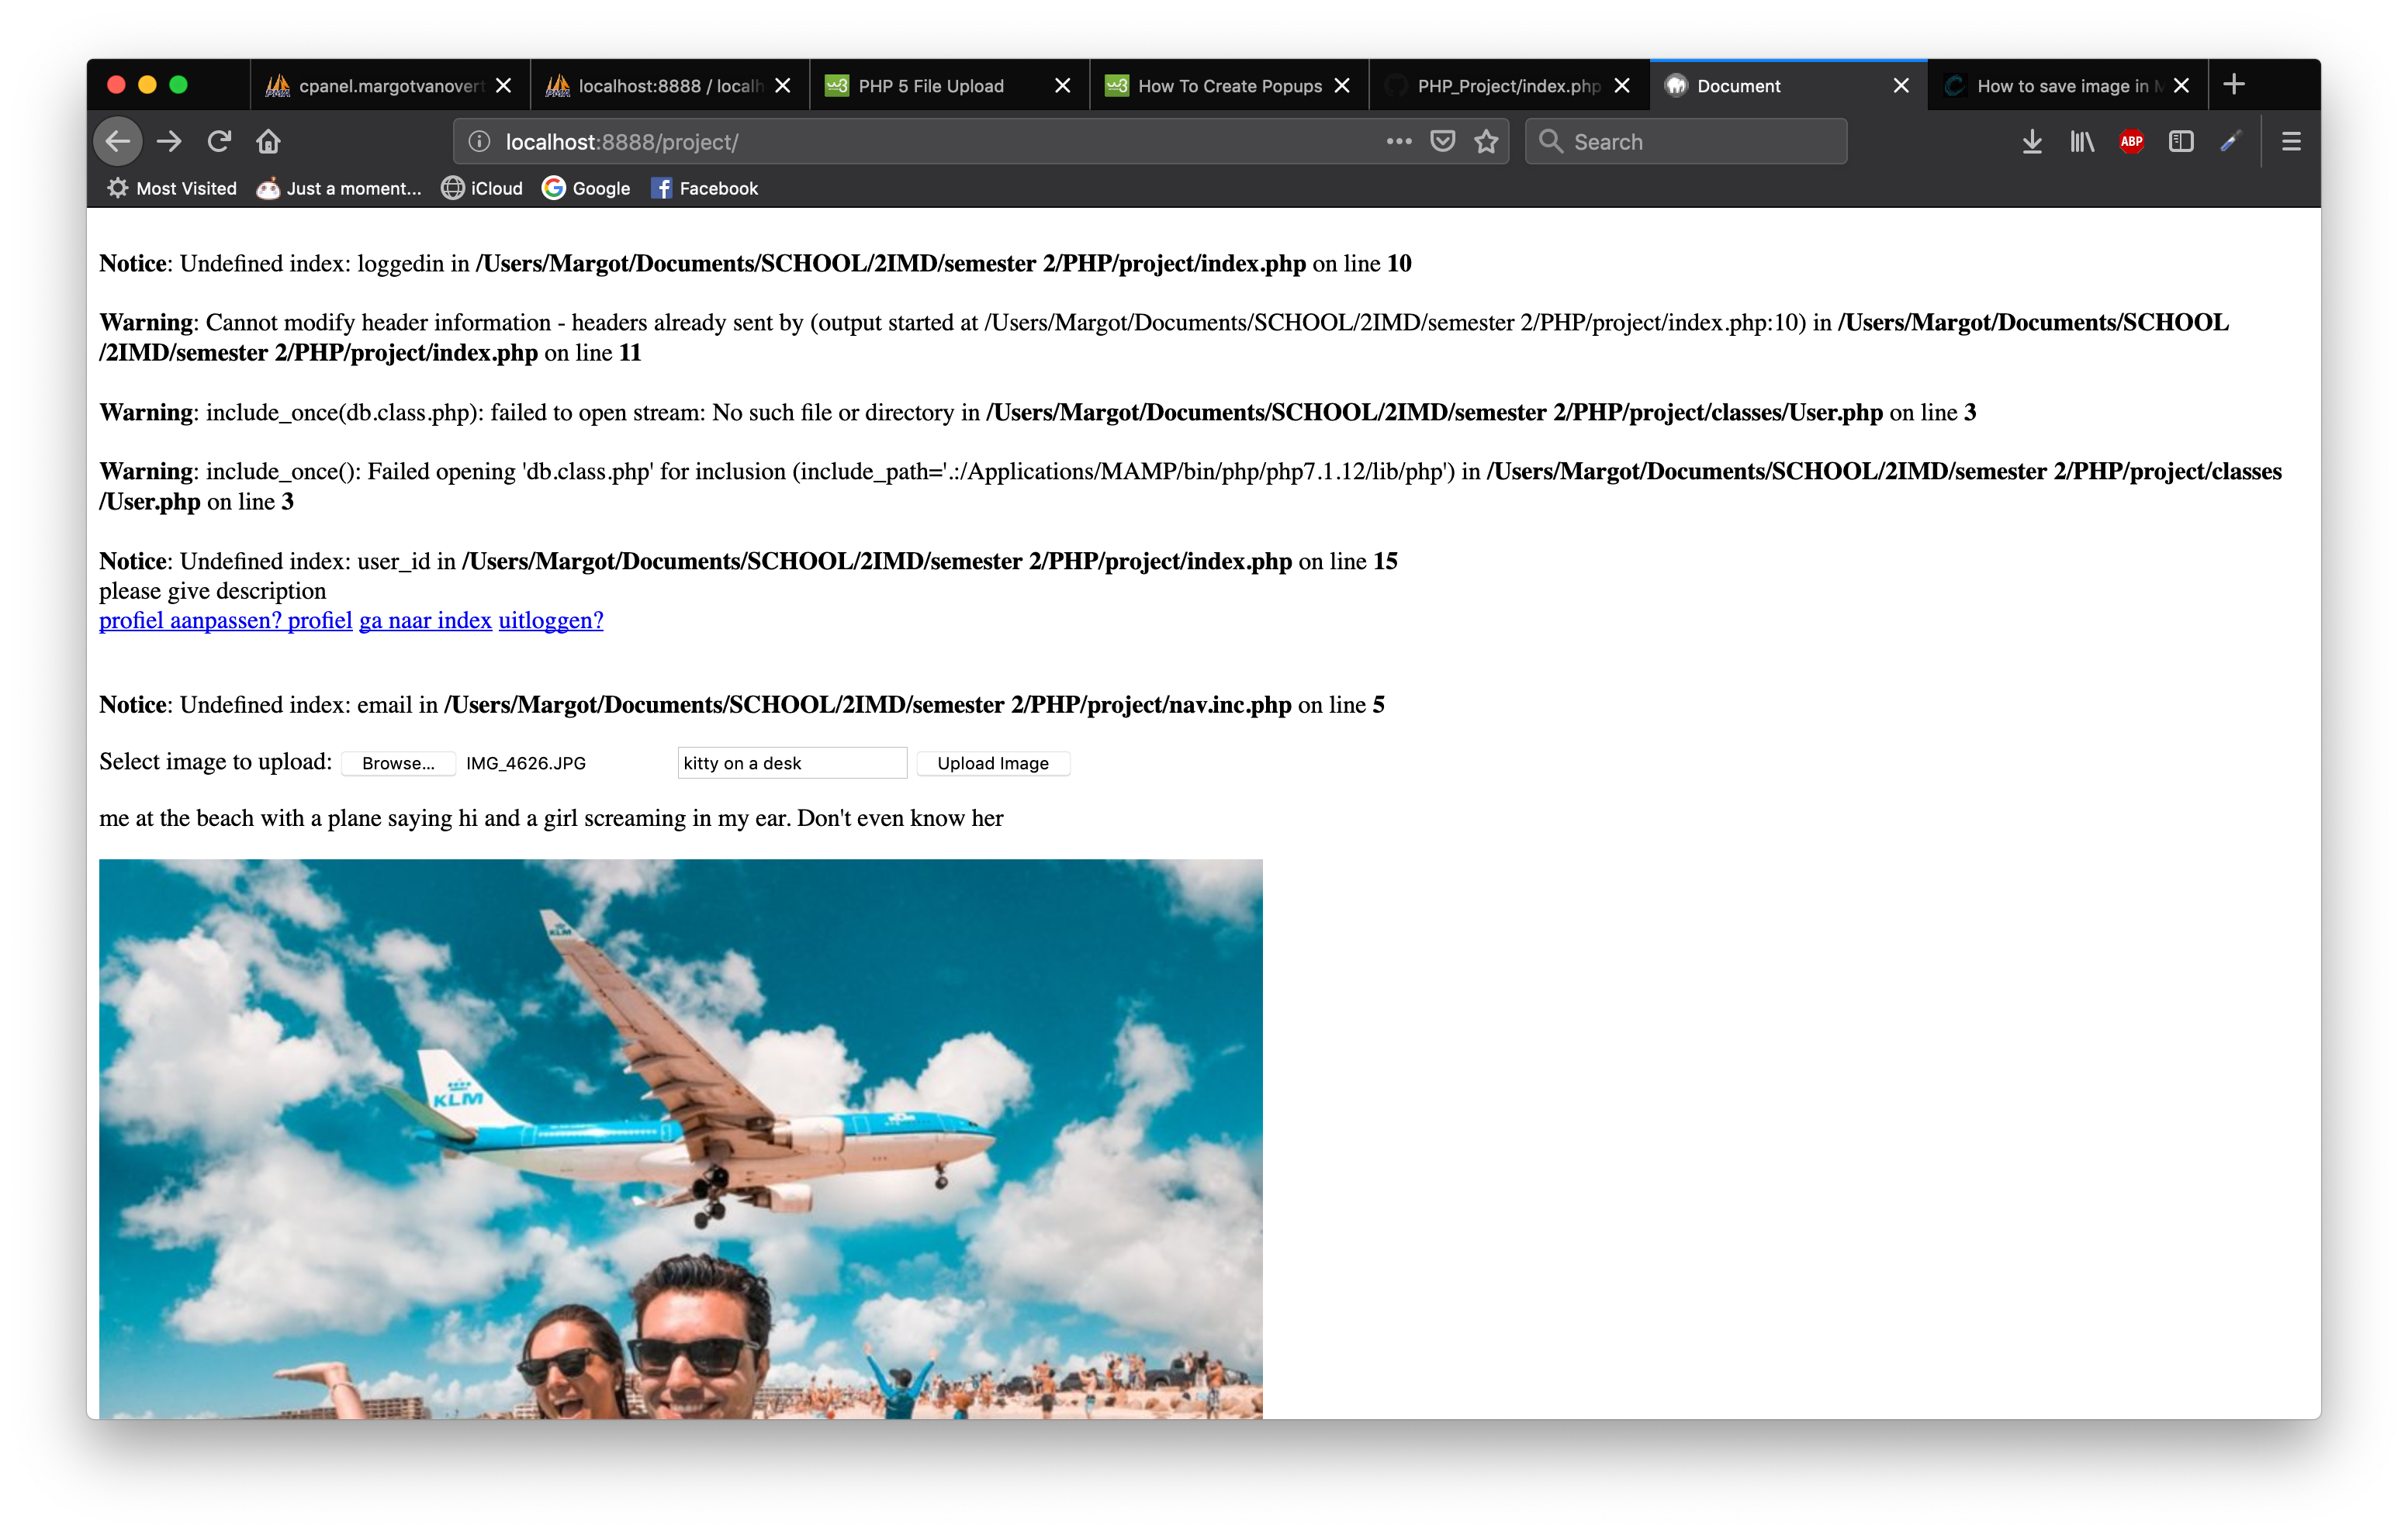 cpanel.margotvanovert
localhost:8888 / localh
PHP 5 File Upload
How To Create Popups
PHP_Project/index.php
Document
How to save image in M
localhost:8888/project/
Search
ABP
Most Visited
Just a moment...
iCloud
Google
Facebook
Notice: Undefined index: loggedin in /Users/Margot/Documents/SCHOOL/2IMD/semester 2/PHP/project/index.php on line 10
Warning: Cannot modify header information - headers already sent by (output started at /Users/Margot/Documents/SCHOOL/2IMD/semester 2/PHP/project/index.php:10) in /Users/Margot/Documents/SCHOOL
/2IMD/semester 2/PHP/project/index.php on line 11
Warning: include_once(db.class.php): failed to open stream: No such file or directory in /Users/Margot/Documents/SCHOOL/2IMD/semester 2/PHP/project/classes/User.php on line 3
Warning: include_once(): Failed opening 'db.class.php' for inclusion (include_path='.:/Applications/MAMP/bin/php/php7.1.12/lib/php') in /Users/Margot/Documents/SCHOOL/2IMD/semester 2/PHP/project/classes
/User.php on line 3
Notice: Undefined index: user_id in /Users/Margot/Documents/SCHOOL/2IMD/semester 2/PHP/project/index.php on line 15
please give description
profiel aanpassen? profiel ga naar index uitloggen?
Notice: Undefined index: email in /Users/Margot/Documents/SCHOOL/2IMD/semester 2/PHP/project/nav.inc.php on line 5
Select image to upload: Browse... IMG_4626.JPG kitty on a desk Upload Image
me at the beach with a plane saying hi and a girl screaming in my ear. Don't even know her
KLM
KLM